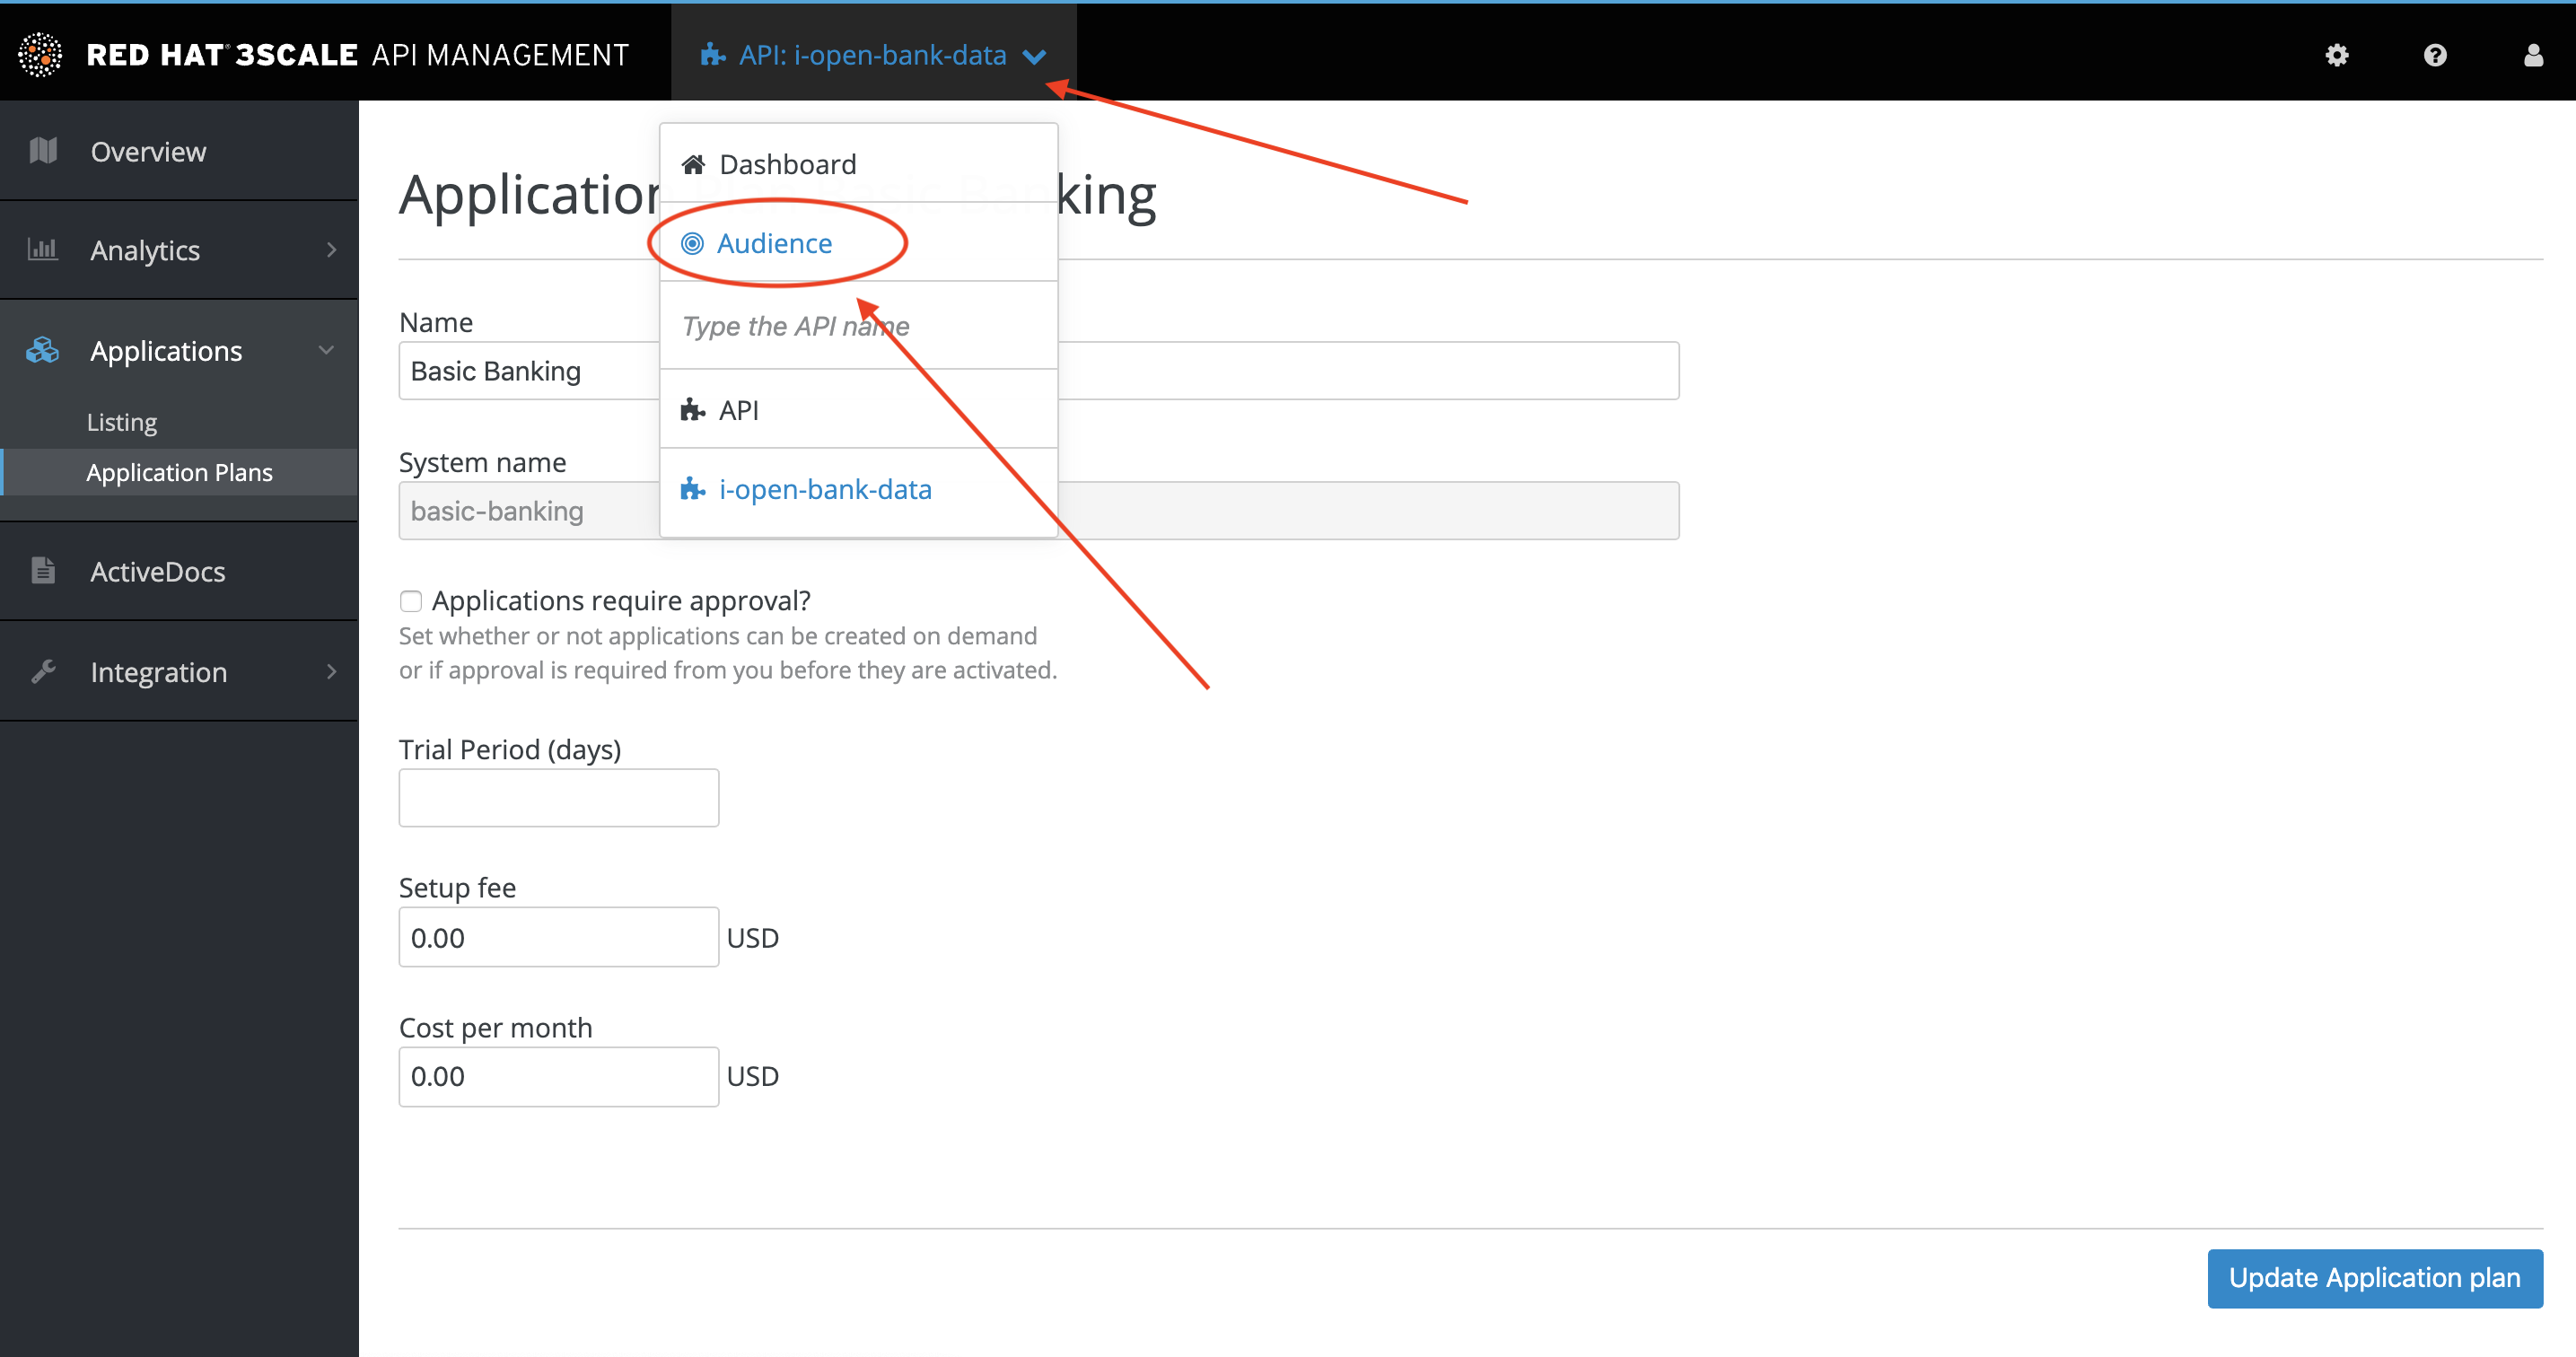 RED HAT® 3SCALE API MANAGEMENT
API: i-open-bank-data
Overview
Analytics
Applications
Listing
Application Plans
ActiveDocs
Integration
Dashboard
Audience
Type the API name
API
i-open-bank-data
Application
Banking
Name
Basic Banking
System name
basic-banking
Applications require approval?
Set whether or not applications can be created on demand
or if approval is required from you before they are activated.
Trial Period (days)
Setup fee
0.00 USD
Cost per month
0.00 USD
Update Application plan